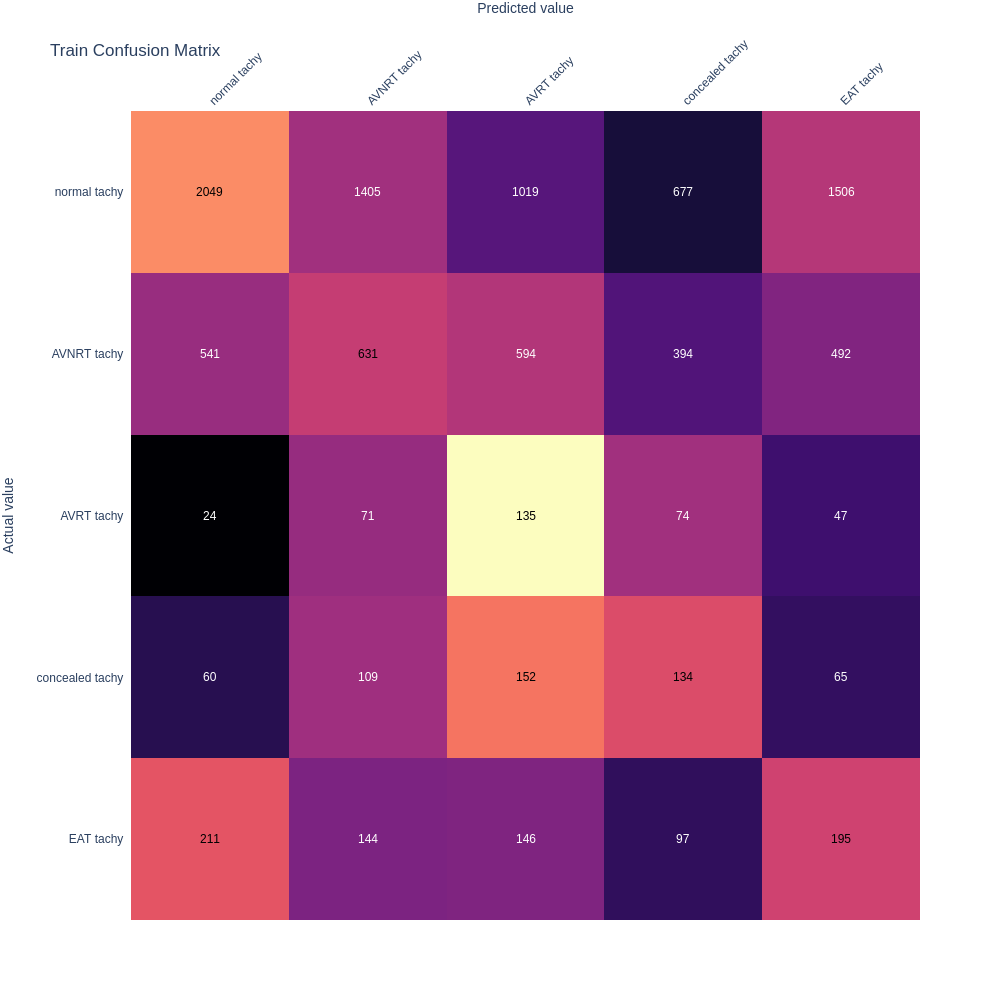 Predicted value
Train Confusion Matrix
normal tachy
AVNRT tachy
AVRT tachy
concealed tachy
EAT tachy
normal tachy 2049 1405 1019 677 1506
AVNRT tachy 541 631 594 394 492
Actual value
AVRT tachy 24 71 135 74 47
concealed tachy 60 109 152 134 65
EAT tachy 211 144 146 97 195